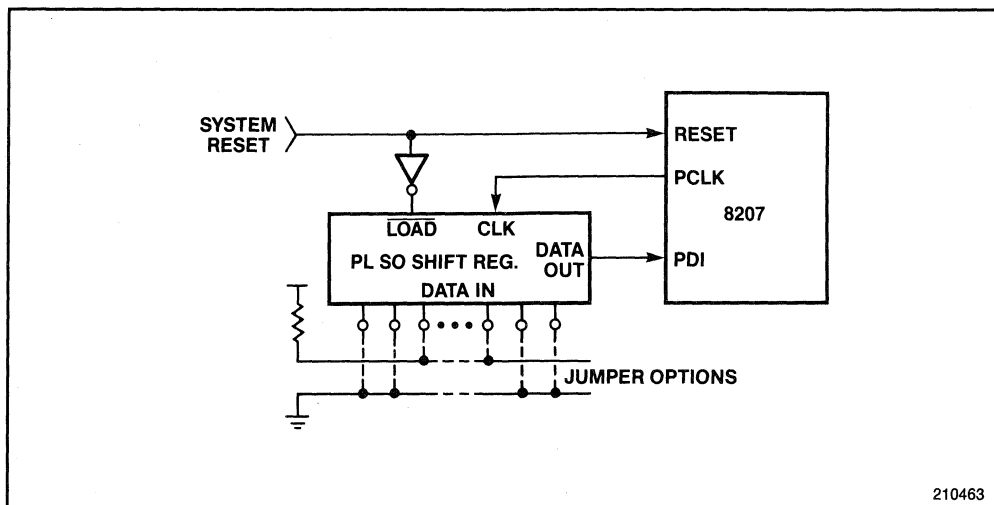 SYSTEM
RESET
RESET
PCLK
8207
PDI
LOAD CLK
DATA
OUT
PL SO SHIFT REG.
DATA IN
JUMPER OPTIONS
210463